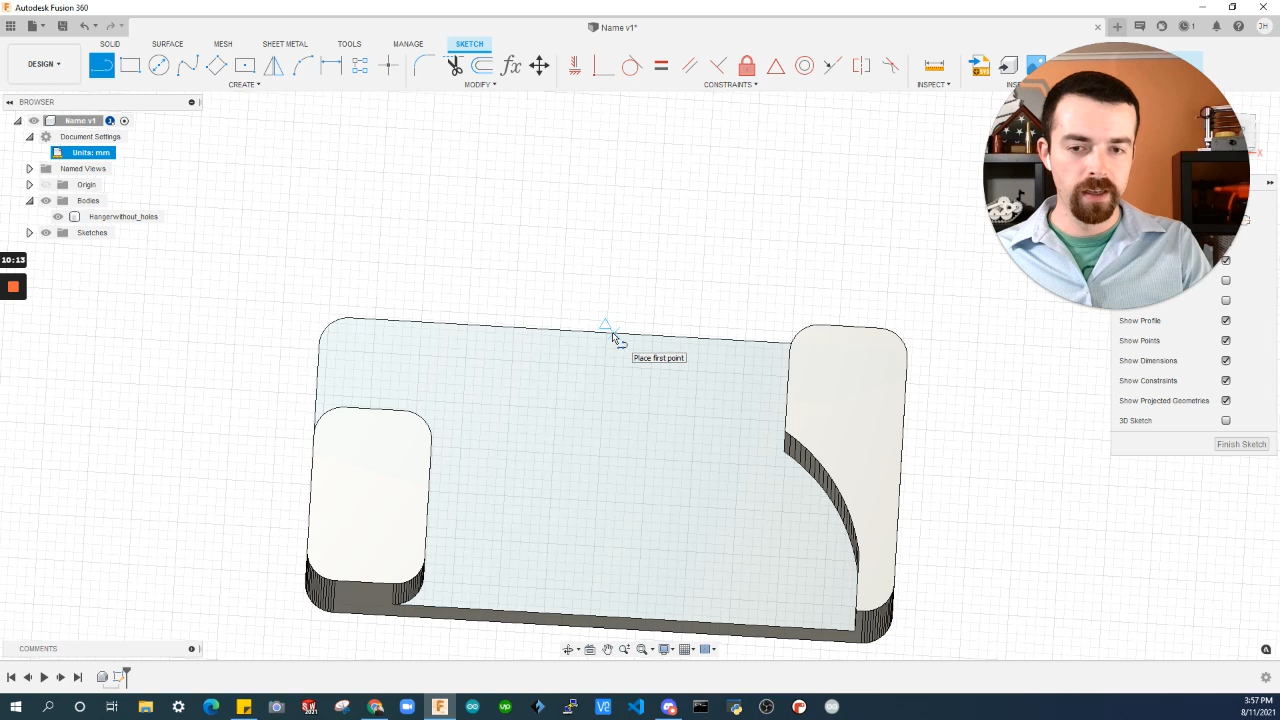 Autodesk Fusion 360
Name v1*
1
JH
DESIGN
SOLID SURFACE MESH SHEET METAL TOOLS MANAGE SKETCH
CREATE MODIFY CONSTRAINTS INSPECT
BROWSER
Name v1
Document Settings
Units: mm
Named Views
Origin
Bodies
Hangerwithout_holes
Sketches
10:13
Place first point
Show Profile
Show Points
Show Dimensions
Show Constraints
Show Projected Geometries
3D Sketch
Finish Sketch
COMMENTS
3:57 PM
8/11/2021